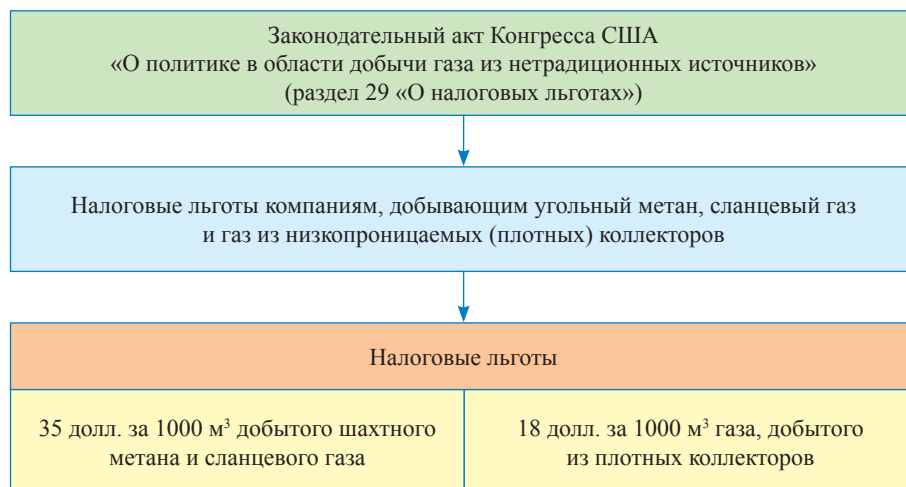 Законодательный акт Конгресса США
«О политике в области добычи газа из нетрадиционных источников»
(раздел 29 «О налоговых льготах»)
Налоговые льготы компаниям, добывающим угольный метан, сланцевый газ
и газ из низкопроницаемых (плотных) коллекторов
Налоговые льготы
35 долл. за 1000 м³ добытого шахтного
метана и сланцевого газа
18 долл. за 1000 м³ газа, добытого
из плотных коллекторов